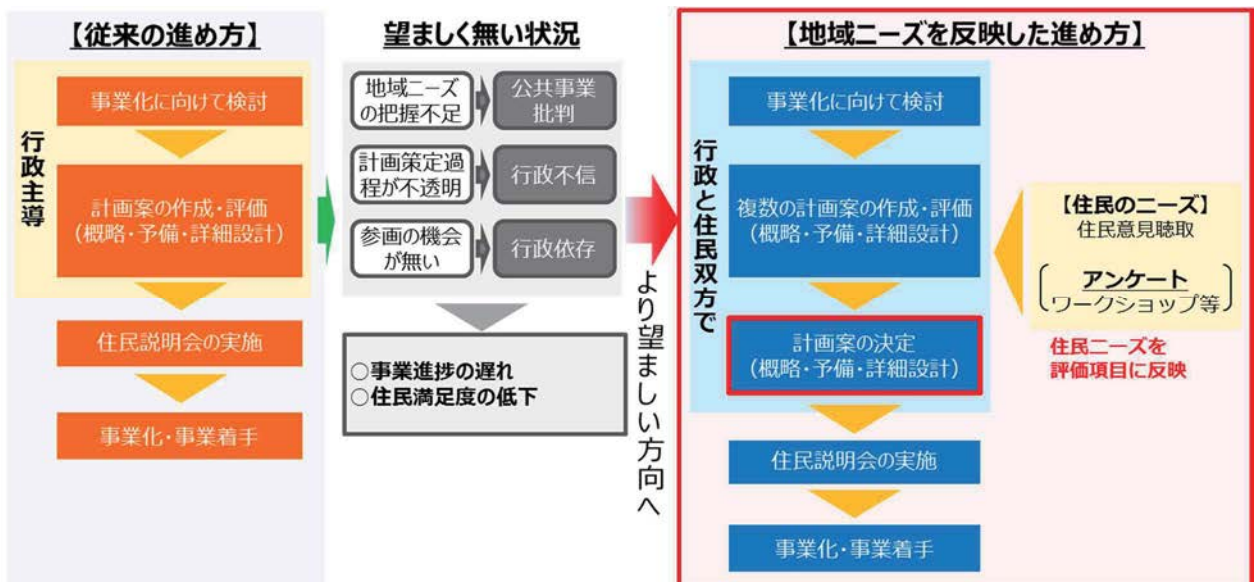 【従来の進め方】
行政主導
事業化に向けて検討
計画案の作成・評価
(概略・予備・詳細設計)
住民説明会の実施
事業化・事業着手
望ましく無い状況
地域ニーズ
の把握不足
公共事業
批判
計画策定過
程が不透明
行政不信
参画の機会
が無い
行政依存
○事業進捗の遅れ
○住民満足度の低下
より望ましい方向へ
【地域ニーズを反映した進め方】
行政と住民双方で
事業化に向けて検討
複数の計画案の作成・評価
(概略・予備・詳細設計)
計画案の決定
(概略・予備・詳細設計)
住民説明会の実施
事業化・事業着手
【住民のニーズ】
住民意見聴取
アンケート
ワークショップ等
住民ニーズを
評価項目に反映